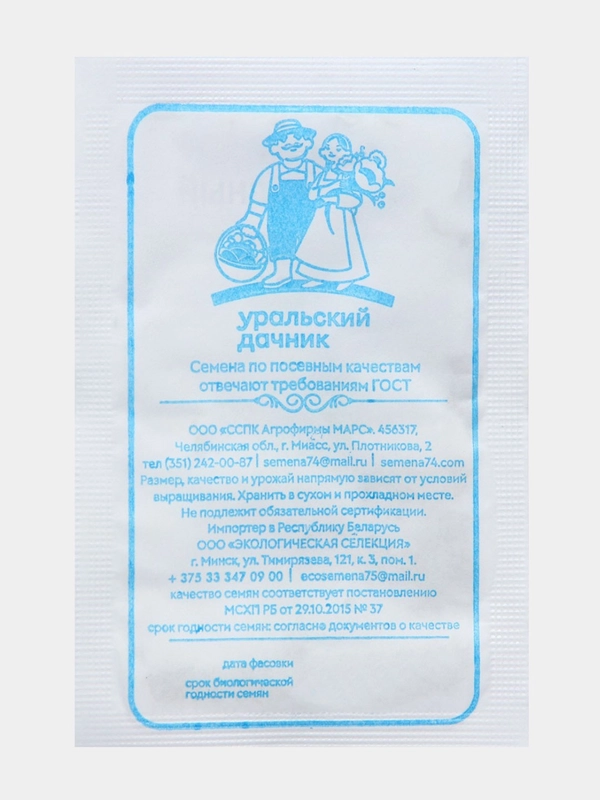 уральский
дачник
Семена по посевным качествам
отвечают требованиям ГОСТ
ООО «ССПК Агрофирмы МАРС». 456317,
Челябинская обл., г. Миасс, ул. Плотникова, 2
тел (351) 242-00-87 | semena74@mail.ru | semena74.com
Размер, качество и урожай напрямую зависят от условий
выращивания. Хранить в сухом и прохладном месте.
Не подлежит обязательной сертификации.
Импортер в Республику Беларусь
ООО «ЭКОЛОГИЧЕСКАЯ СЕЛЕКЦИЯ»
г. Минск, ул. Тимирязева, 121, к. 3, пом. 1.
+ 375 33 347 09 00 | ecosemena75@mail.ru
качество семян соответствует постановлению
МСХП РБ от 29.10.2015 № 37
срок годности семян: согласно документов о качестве
дата фасовки
срок биологической
годности семян